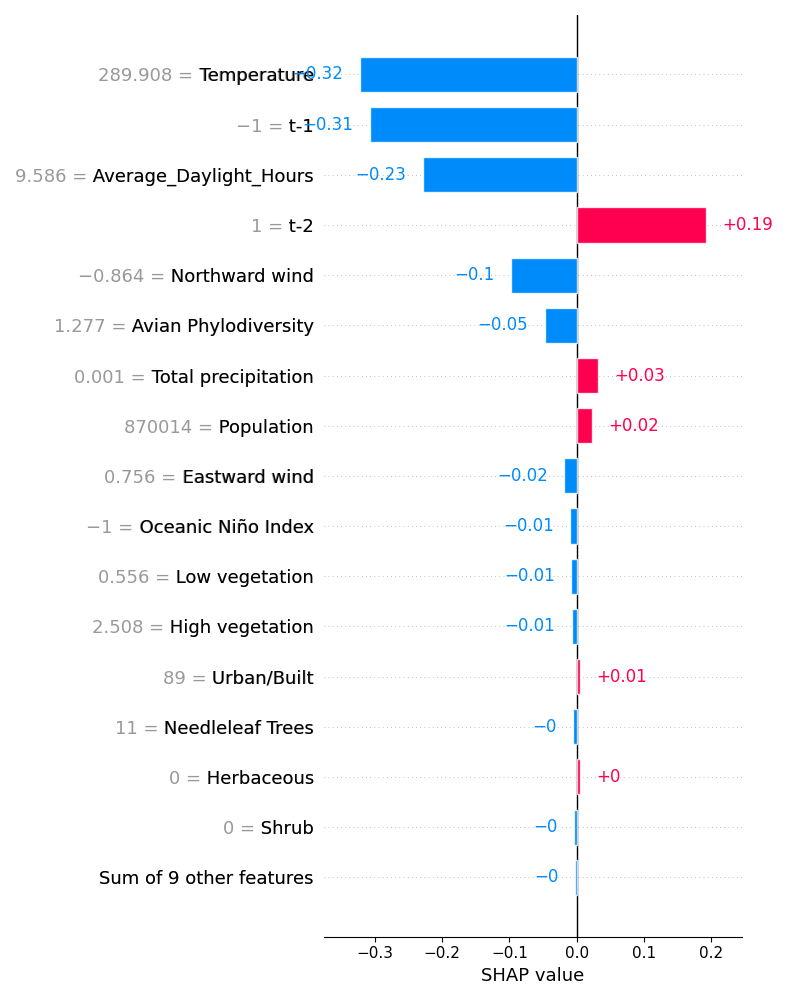 289.908 = Temperature −0.32
−1 = t-1 −0.31
9.586 = Average_Daylight_Hours −0.23
1 = t-2 +0.19
−0.864 = Northward wind −0.1
1.277 = Avian Phylodiversity −0.05
0.001 = Total precipitation +0.03
870014 = Population +0.02
0.756 = Eastward wind −0.02
−1 = Oceanic Niño Index −0.01
0.556 = Low vegetation −0.01
2.508 = High vegetation −0.01
89 = Urban/Built +0.01
11 = Needleleaf Trees −0
0 = Herbaceous +0
0 = Shrub −0
Sum of 9 other features −0
−0.3 −0.2 −0.1 0.0 0.1 0.2
SHAP value